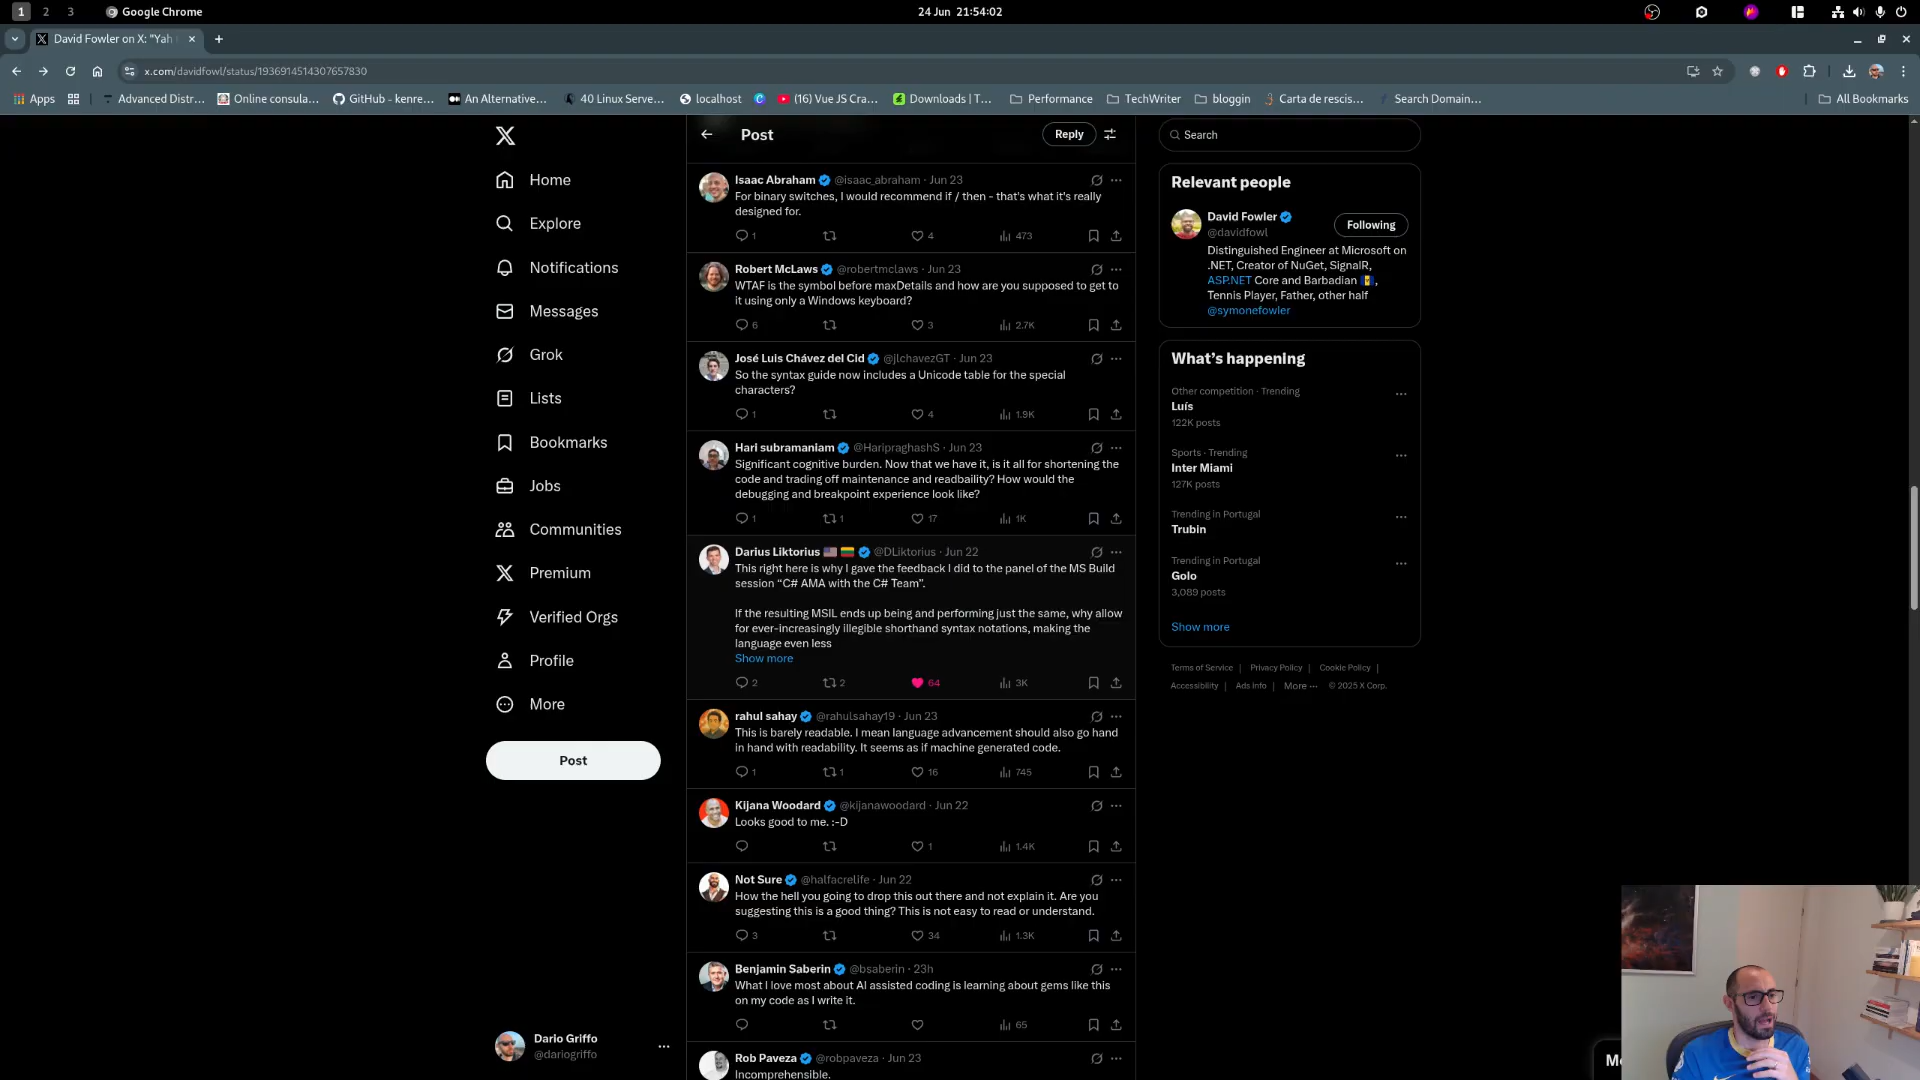 1 2 3 Google Chrome
24 Jun 21:54:02
David Fowler on X: "Yah
x.com/davidfowl/status/1936914514307657830
Apps
Advanced Distr...
Online consula...
GitHub - kenre...
An Alternative...
40 Linux Serve...
localhost
(16) Vue JS Cra...
Downloads | T...
Performance
TechWriter
bloggin
Carta de rescis...
Search Domain...
All Bookmarks
Home
Explore
Notifications
Messages
Grok
Lists
Bookmarks
Jobs
Communities
Premium
Verified Orgs
Profile
More
Post
Dario Griffo
@dariogriffo
Post
Reply
Isaac Abraham @isaac_abraham · Jun 23
For binary switches, I would recommend if / then - that's what it's really
designed for.
1 4 473
Robert McLaws @robertmclaws · Jun 23
WTAF is the symbol before maxDetails and how are you supposed to get to
it using only a Windows keyboard?
6 3 2.7K
José Luis Chávez del Cid @jlchavezGT · Jun 23
So the syntax guide now includes a Unicode table for the special
characters?
1 4 1.9K
Hari subramaniam @HaripraghashS · Jun 23
Significant cognitive burden. Now that we have it, is it all for shortening the
code and trading off maintenance and readbaility? How would the
debugging and breakpoint experience look like?
1 1 17 1K
Darius Liktorius @DLiktorius · Jun 22
This right here is why I gave the feedback I did to the panel of the MS Build
session “C# AMA with the C# Team”.
If the resulting MSIL ends up being and performing just the same, why allow
for ever-increasingly illegible shorthand syntax notations, making the
language even less
Show more
2 2 64 3K
rahul sahay @rahulsahay19 · Jun 23
This is barely readable. I mean language advancement should also go hand
in hand with readability. It seems as if machine generated code.
1 1 16 745
Kijana Woodard @kijanawoodard · Jun 22
Looks good to me. :-D
1 1.4K
Not Sure @halfacrelife · Jun 22
How the hell you going to drop this out there and not explain it. Are you
suggesting this is a good thing? This is not easy to read or understand.
3 34 1.3K
Benjamin Saberin @bsaberin · 23h
What I love most about AI assisted coding is learning about gems like this
on my code as I write it.
65
Rob Paveza @robpaveza · Jun 23
Incomprehensible.
Search
Relevant people
David Fowler
@davidfowl
Following
Distinguished Engineer at Microsoft on
.NET, Creator of NuGet, SignalR,
ASP.NET Core and Barbadian ,
Tennis Player, Father, other half
@symonefowler
What’s happening
Other competition · Trending
Luís
122K posts
Sports · Trending
Inter Miami
127K posts
Trending in Portugal
Trubin
Trending in Portugal
Golo
3,089 posts
Show more
Terms of Service | Privacy Policy | Cookie Policy |
Accessibility | Ads info | More ··· © 2025 X Corp.